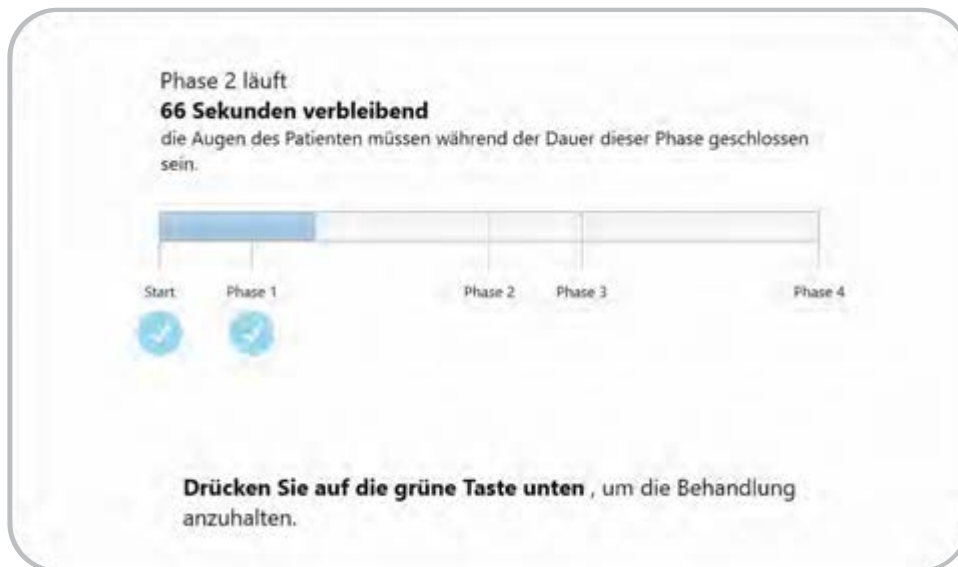 Phase 2 läuft
66 Sekunden verbleibend
die Augen des Patienten müssen während der Dauer dieser Phase geschlossen
sein.
Start Phase 1 Phase 2 Phase 3 Phase 4
Drücken Sie auf die grüne Taste unten , um die Behandlung
anzuhalten.